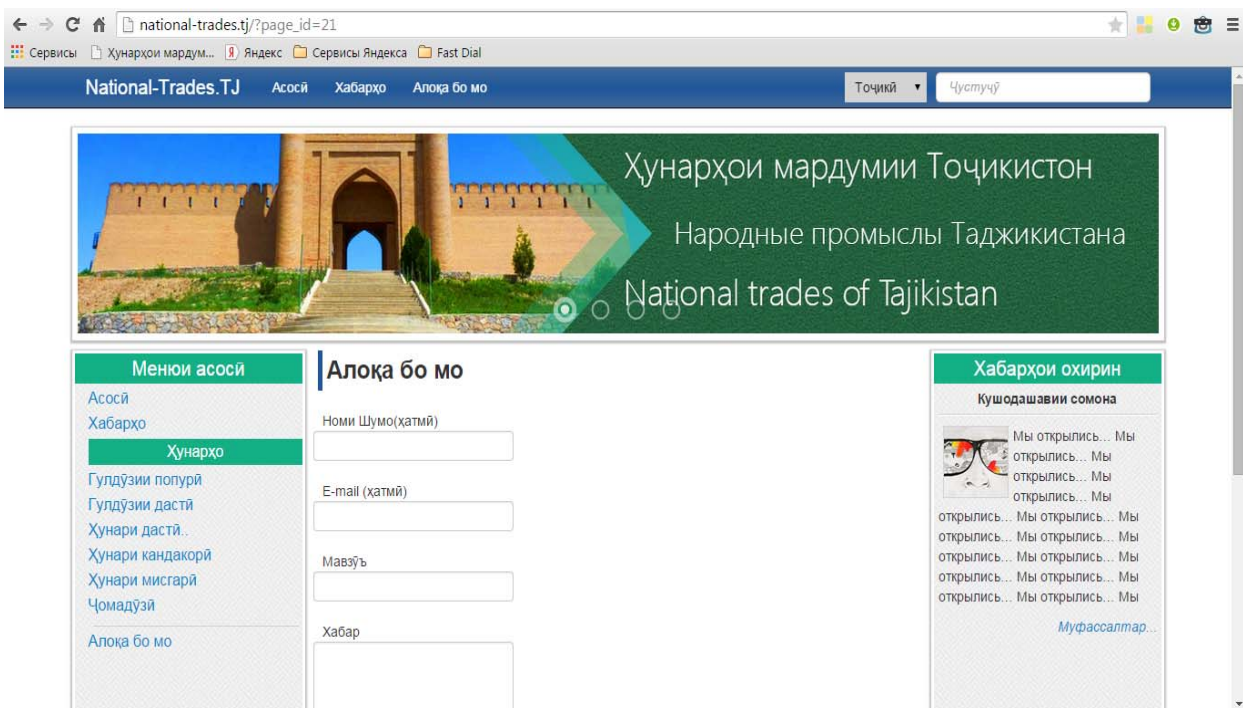 national-trades.tj/?page_id=21
Сервисы Ҳунарҳои мардум... Яндекс Сервисы Яндекса Fast Dial
National-Trades.TJ Асосӣ Хабарҳо Алоқа бо мо Тоҷикӣ Ҷустуҷӯ
Ҳунарҳои мардумии Тоҷикистон
Народные промыслы Таджикистана
National trades of Tajikistan
Менюи асосӣ
Асосӣ
Хабарҳо
Ҳунарҳо
Гулдӯзии попурӣ
Гулдӯзии дастӣ
Ҳунари дастӣ..
Ҳунари кандакорӣ
Ҳунари мисгарӣ
Ҷомадӯзӣ
Алоқа бо мо
Алоқа бо мо
Номи Шумо(ҳатмӣ)
E-mail (ҳатмӣ)
Мавзӯъ
Хабар
Хабарҳои охирин
Кушодашавии сомона
Мы открылись... Мы
открылись... Мы
открылись... Мы
открылись... Мы
открылись... Мы открылись... Мы
открылись... Мы открылись... Мы
открылись... Мы открылись... Мы
открылись... Мы открылись... Мы
открылись... Мы открылись... Мы
Муфассалтар...